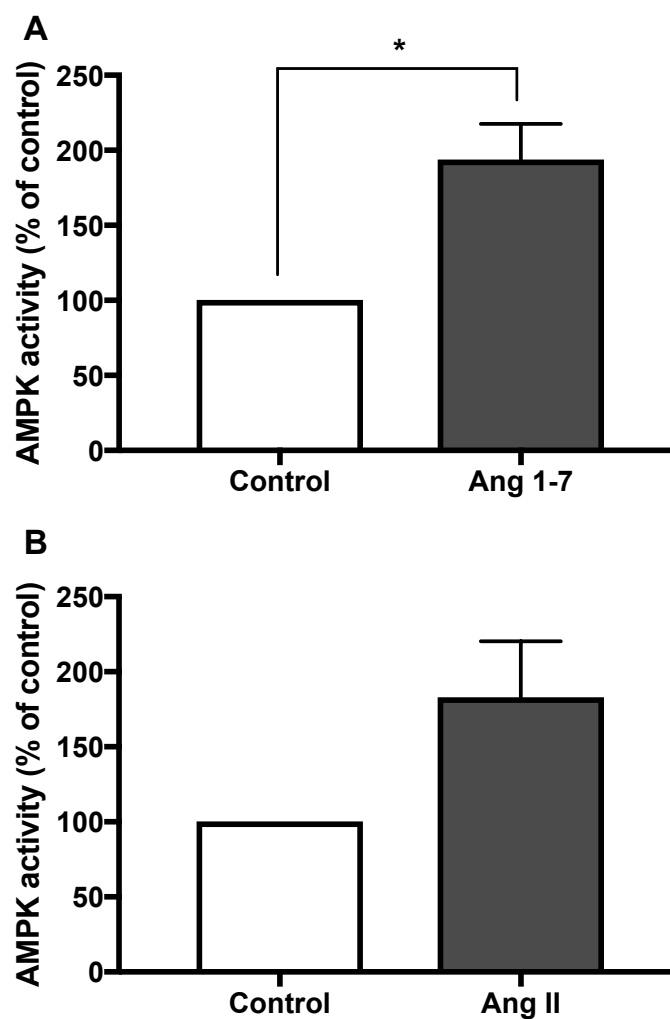 A
*
AMPK activity (% of control)
250
200
150
100
50
0
Control Ang 1-7
B
AMPK activity (% of control)
250
200
150
100
50
0
Control Ang II